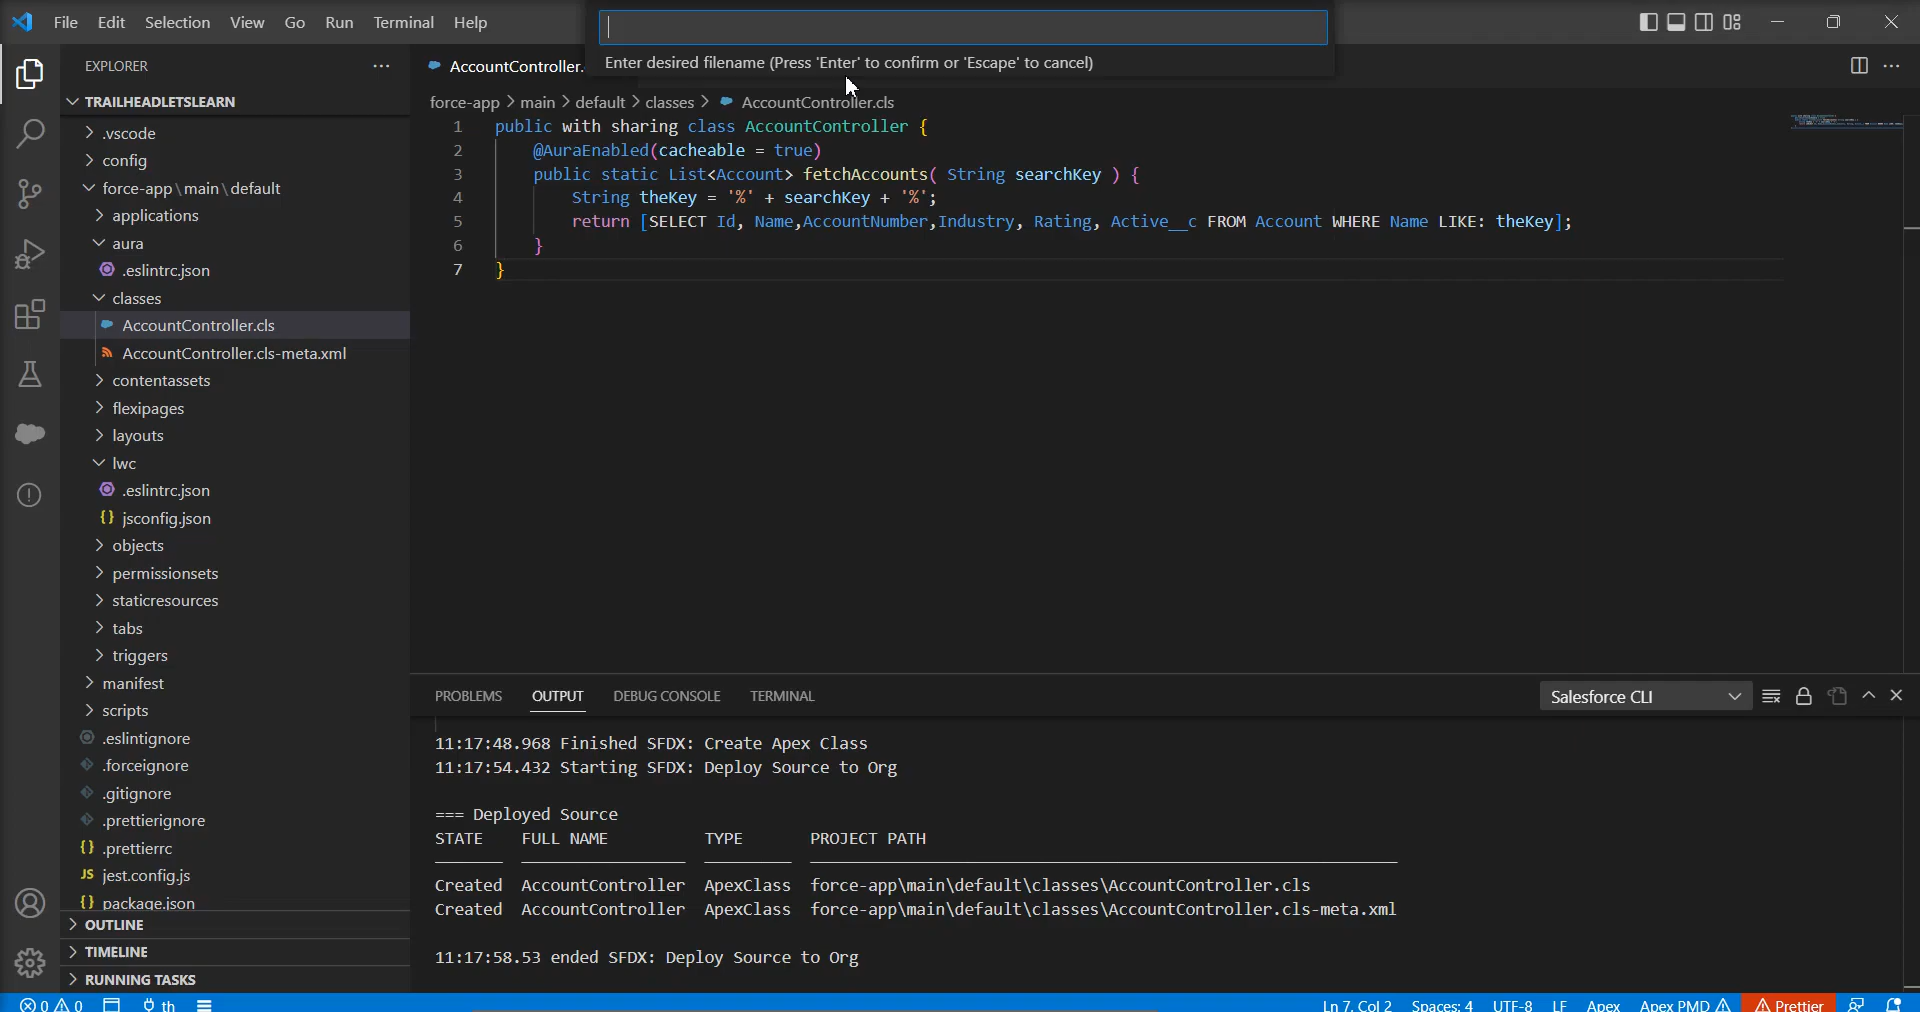 File Edit Selection View Go Run Terminal Help
Enter desired filename (Press 'Enter' to confirm or 'Escape' to cancel)
EXPLORER
TRAILHEADLETSLEARN
.vscode
config
force-app\main\default
applications
aura
.eslintrc.json
classes
AccountController.cls
AccountController.cls-meta.xml
contentassets
flexipages
layouts
lwc
.eslintrc.json
jsconfig.json
objects
permissionsets
staticresources
tabs
triggers
manifest
scripts
.eslintignore
.forceignore
.gitignore
.prettierignore
.prettierrc
jest.config.js
package.json
OUTLINE
TIMELINE
RUNNING TASKS
AccountController.
force-app > main > default > classes > AccountController.cls
1 public with sharing class AccountController {
2 @AuraEnabled(cacheable = true)
3 public static List<Account> fetchAccounts( String searchKey ) {
4 String theKey = '%' + searchKey + '%';
5 return [SELECT Id, Name,AccountNumber,Industry, Rating, Active__c FROM Account WHERE Name LIKE: theKey];
6 }
7 }
PROBLEMS OUTPUT DEBUG CONSOLE TERMINAL
Salesforce CLI
11:17:48.968 Finished SFDX: Create Apex Class
11:17:54.432 Starting SFDX: Deploy Source to Org
=== Deployed Source
STATE FULL NAME TYPE PROJECT PATH
Created AccountController ApexClass force-app\main\default\classes\AccountController.cls
Created AccountController ApexClass force-app\main\default\classes\AccountController.cls-meta.xml
11:17:58.53 ended SFDX: Deploy Source to Org
0 0 th
Ln 7, Col 2 Spaces: 4 UTF-8 LF Apex Apex PMD Prettier